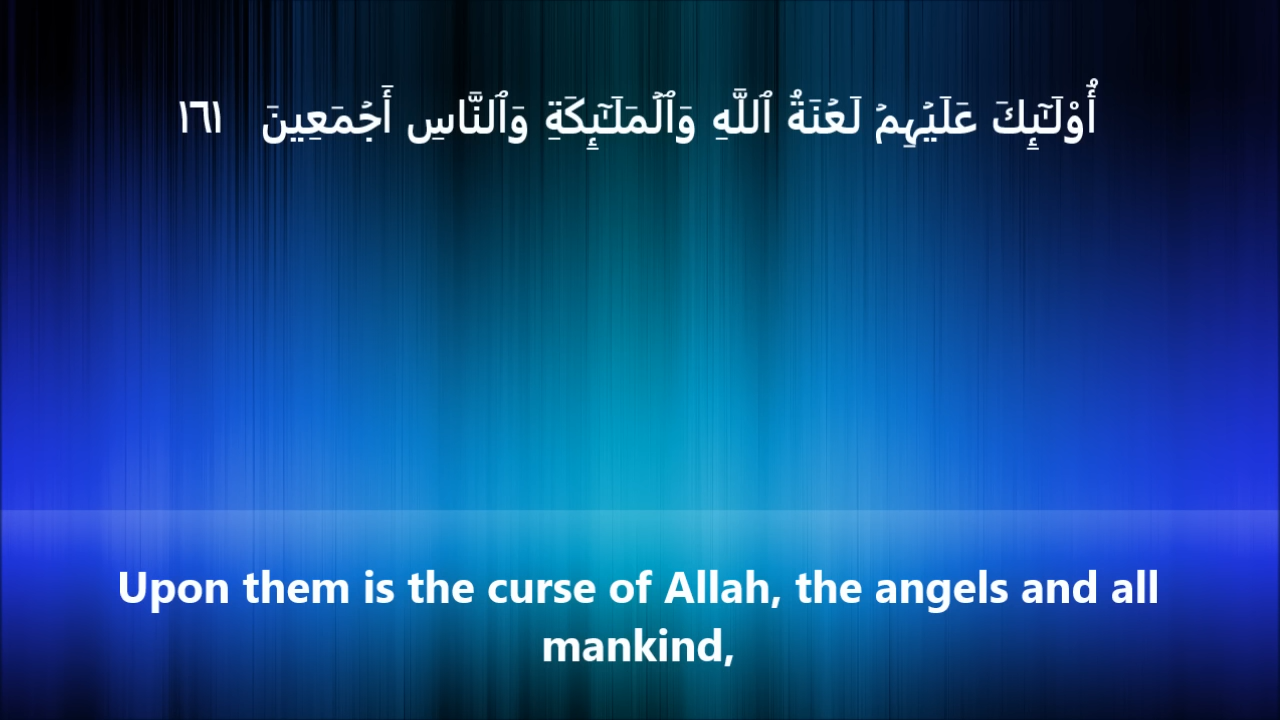 أُوْلَـٰٓئِكَ عَلَيۡهِمۡ لَعۡنَةُ ٱللَّهِ وَٱلۡمَلَـٰٓئِكَةِ وَٱلنَّاسِ أَجۡمَعِينَ ١٦١
Upon them is the curse of Allah, the angels and all
mankind,